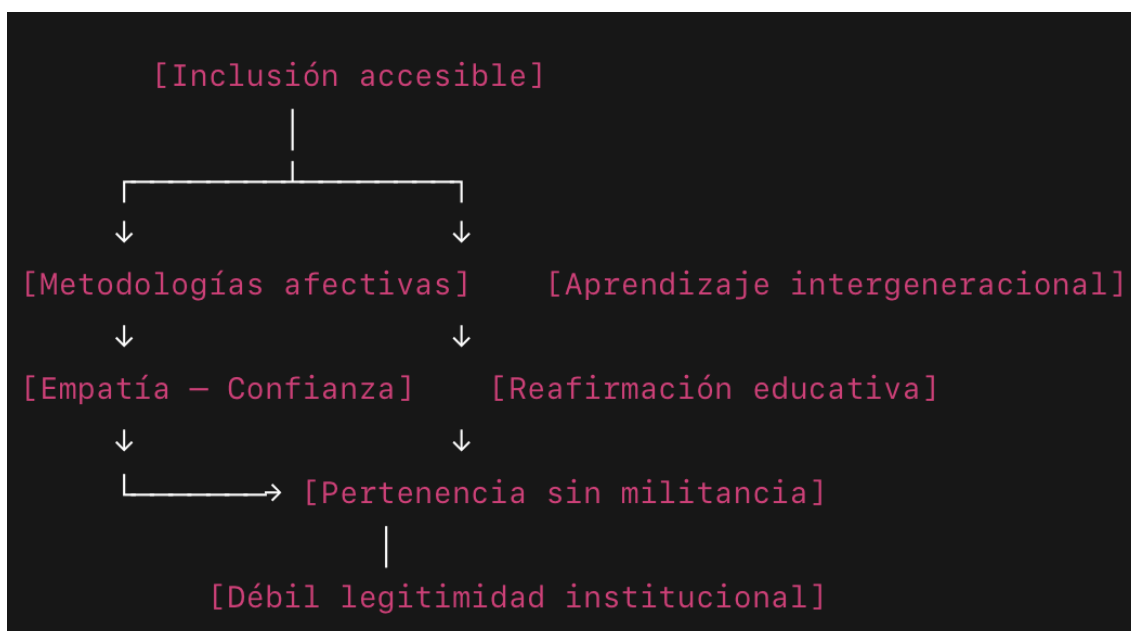 [Inclusión accesible]
[Metodologías afectivas] [Aprendizaje intergeneracional]
[Empatía — Confianza] [Reafirmación educativa]
[Pertenencia sin militancia]
[Débil legitimidad institucional]